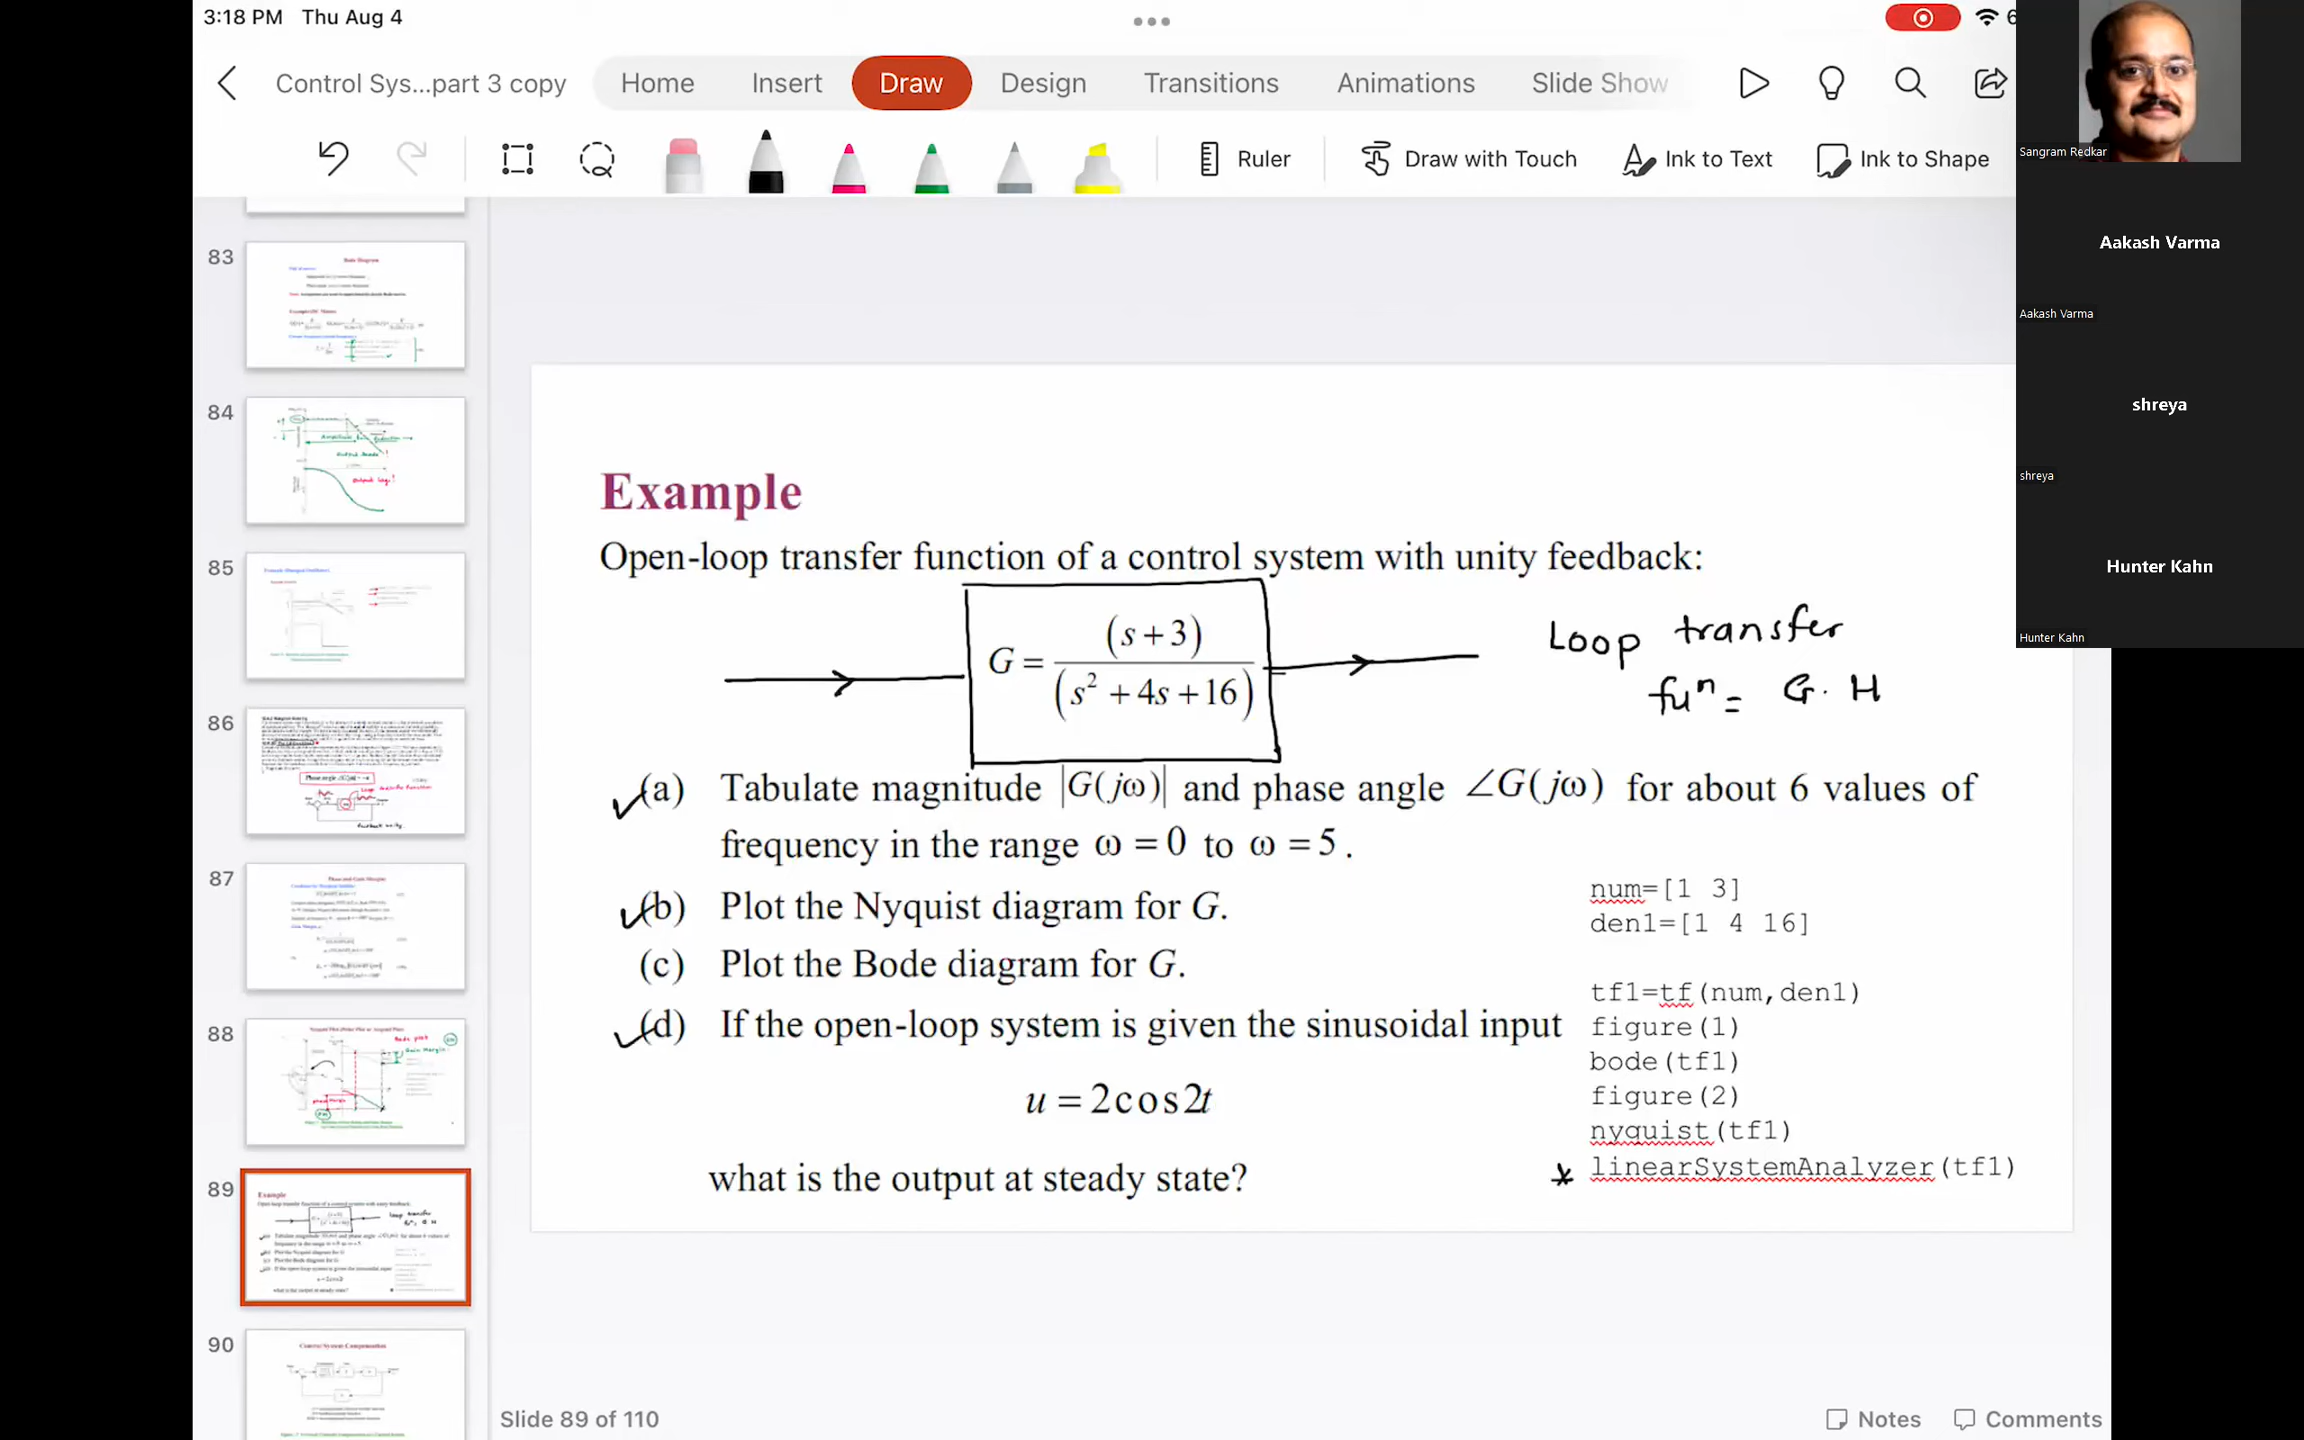 3:18 PM Thu Aug 4
Control Sys...part 3 copy
Home
Insert
Draw
Design
Transitions
Animations
Slide Show
Ruler
Draw with Touch
Ink to Text
Ink to Shape
Sangram Redkar
Aakash Varma
Aakash Varma
shreya
shreya
Hunter Kahn
Hunter Kahn
83
84
85
86
87
88
89
90
Example
Open-loop transfer function of a control system with unity feedback:
G = (s+3) / (s² + 4s + 16)
Loop transfer
fuⁿ = G. H
(a) Tabulate magnitude |G(jω)| and phase angle ∠G(jω) for about 6 values of
frequency in the range ω = 0 to ω = 5.
(b) Plot the Nyquist diagram for G.
(c) Plot the Bode diagram for G.
(d) If the open-loop system is given the sinusoidal input
u = 2cos2t
what is the output at steady state?
num=[1 3]
den1=[1 4 16]
tf1=tf(num,den1)
figure(1)
bode(tf1)
figure(2)
nyquist(tf1)
* linearSystemAnalyzer(tf1)
Slide 89 of 110
Notes
Comments